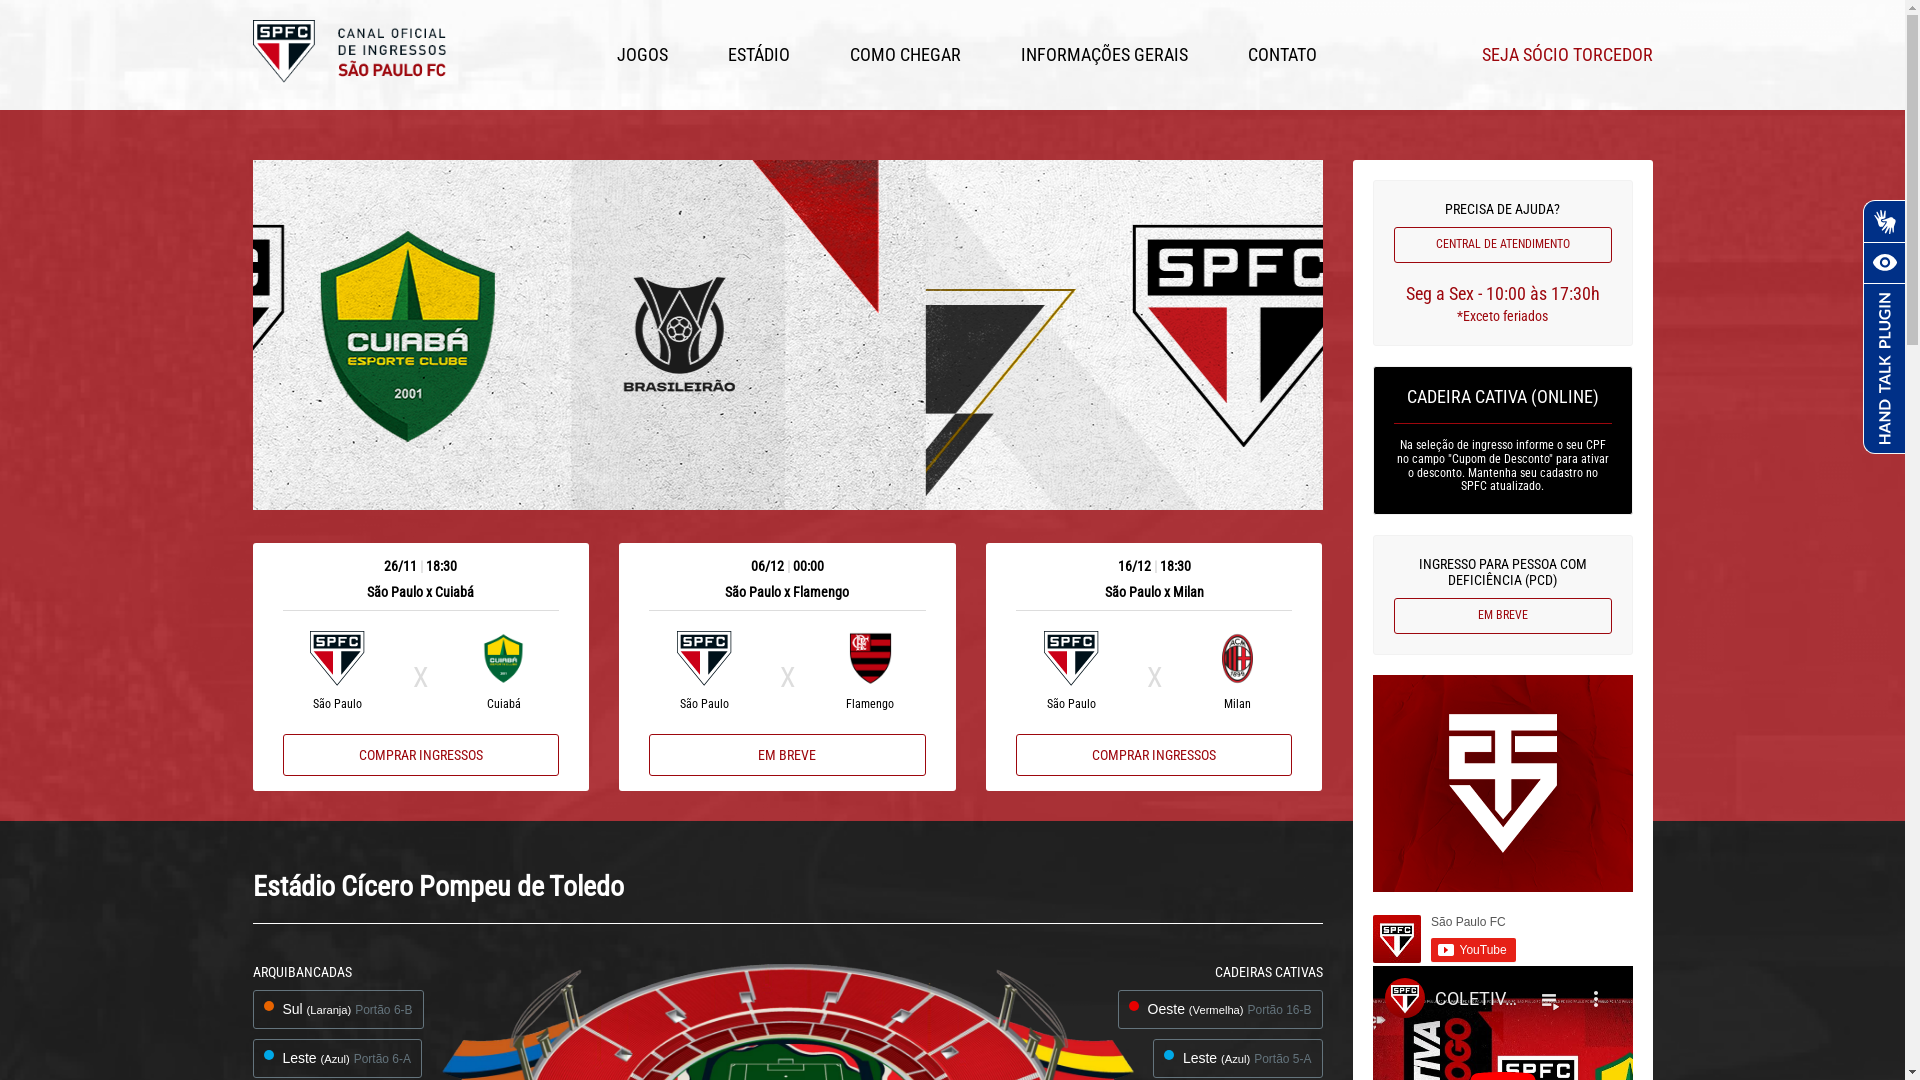 SPFC
CANAL OFICIAL
DE INGRESSOS
SÃO PAULO FC
JOGOS
ESTÁDIO
COMO CHEGAR
INFORMAÇÕES GERAIS
CONTATO
SEJA SÓCIO TORCEDOR
CUIABÁ
ESPORTE CLUBE
2001
BRASILEIRÃO
SPFC
26/11 | 18:30
São Paulo x Cuiabá
SPFC
CUIABÁ
X
São Paulo
Cuiabá
COMPRAR INGRESSOS
06/12 | 00:00
São Paulo x Flamengo
SPFC
X
São Paulo
Flamengo
EM BREVE
16/12 | 18:30
São Paulo x Milan
SPFC
ACM
1899
X
São Paulo
Milan
COMPRAR INGRESSOS
PRECISA DE AJUDA?
CENTRAL DE ATENDIMENTO
Seg a Sex - 10:00 às 17:30h
*Exceto feriados
CADEIRA CATIVA (ONLINE)
Na seleção de ingresso informe o seu CPF
no campo "Cupom de Desconto" para ativar
o desconto. Mantenha seu cadastro no
SPFC atualizado.
INGRESSO PARA PESSOA COM
DEFICIÊNCIA (PCD)
EM BREVE
SPFC
São Paulo FC
YouTube
SPFC
COLETIV...
SPFC
HAND TALK PLUGIN
Estádio Cícero Pompeu de Toledo
ARQUIBANCADAS
Sul (Laranja) Portão 6-B
Leste (Azul) Portão 6-A
CADEIRAS CATIVAS
Oeste (Vermelha) Portão 16-B
Leste (Azul) Portão 5-A